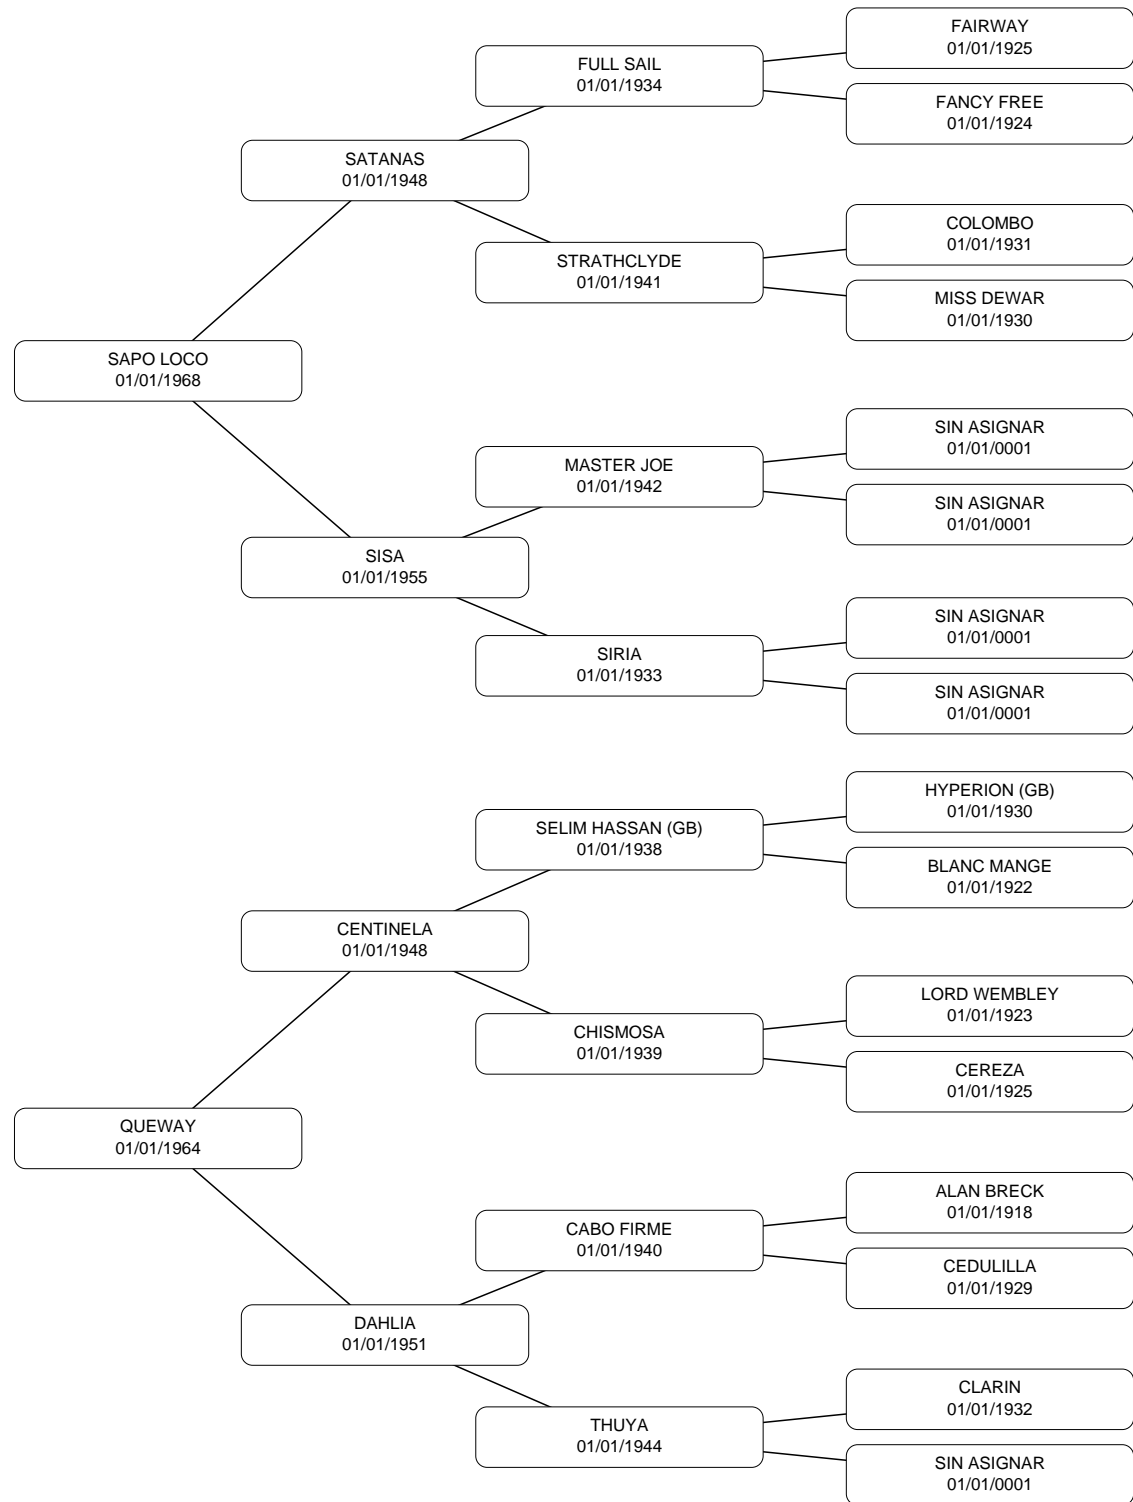 FAIRWAY
01/01/1925
FULL SAIL
01/01/1934
FANCY FREE
01/01/1924
SATANAS
01/01/1948
COLOMBO
01/01/1931
STRATHCLYDE
01/01/1941
MISS DEWAR
01/01/1930
SAPO LOCO
01/01/1968
SIN ASIGNAR
01/01/0001
MASTER JOE
01/01/1942
SIN ASIGNAR
01/01/0001
SISA
01/01/1955
SIN ASIGNAR
01/01/0001
SIRIA
01/01/1933
SIN ASIGNAR
01/01/0001
HYPERION (GB)
01/01/1930
SELIM HASSAN (GB)
01/01/1938
BLANC MANGE
01/01/1922
CENTINELA
01/01/1948
LORD WEMBLEY
01/01/1923
CHISMOSA
01/01/1939
CEREZA
01/01/1925
QUEWAY
01/01/1964
ALAN BRECK
01/01/1918
CABO FIRME
01/01/1940
CEDULILLA
01/01/1929
DAHLIA
01/01/1951
CLARIN
01/01/1932
THUYA
01/01/1944
SIN ASIGNAR
01/01/0001